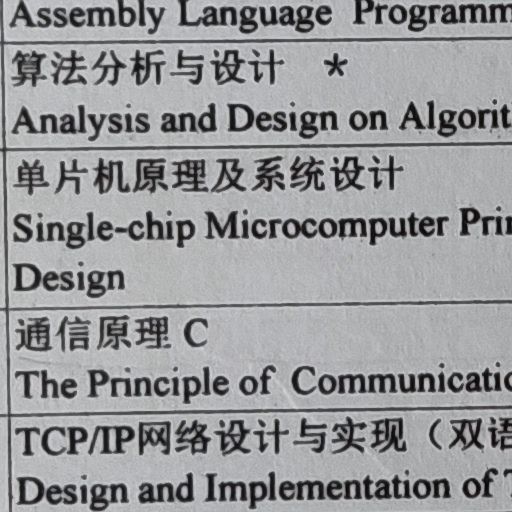 Assembly Language Programm
算法分析与设计 *
Analysis and Design on Algorit
单片机原理及系统设计
Single-chip Microcomputer Prin
Design
通信原理 C
The Principle of Communicatio
TCP/IP网络设计与实现（双语
Design and Implementation of T